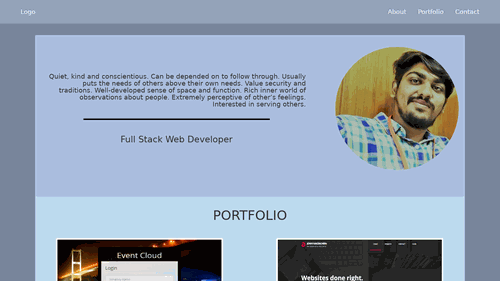 Logo
About Portfolio Contact
Quiet, kind and conscientious. Can be depended on to follow through. Usually
puts the needs of others above their own needs. Value security and
traditions. Well-developed sense of space and function. Rich inner world of
observations about people. Extremely perceptive of other's feelings.
Interested in serving others.
Full Stack Web Developer
PORTFOLIO
Event Cloud
Login
Websites done right.